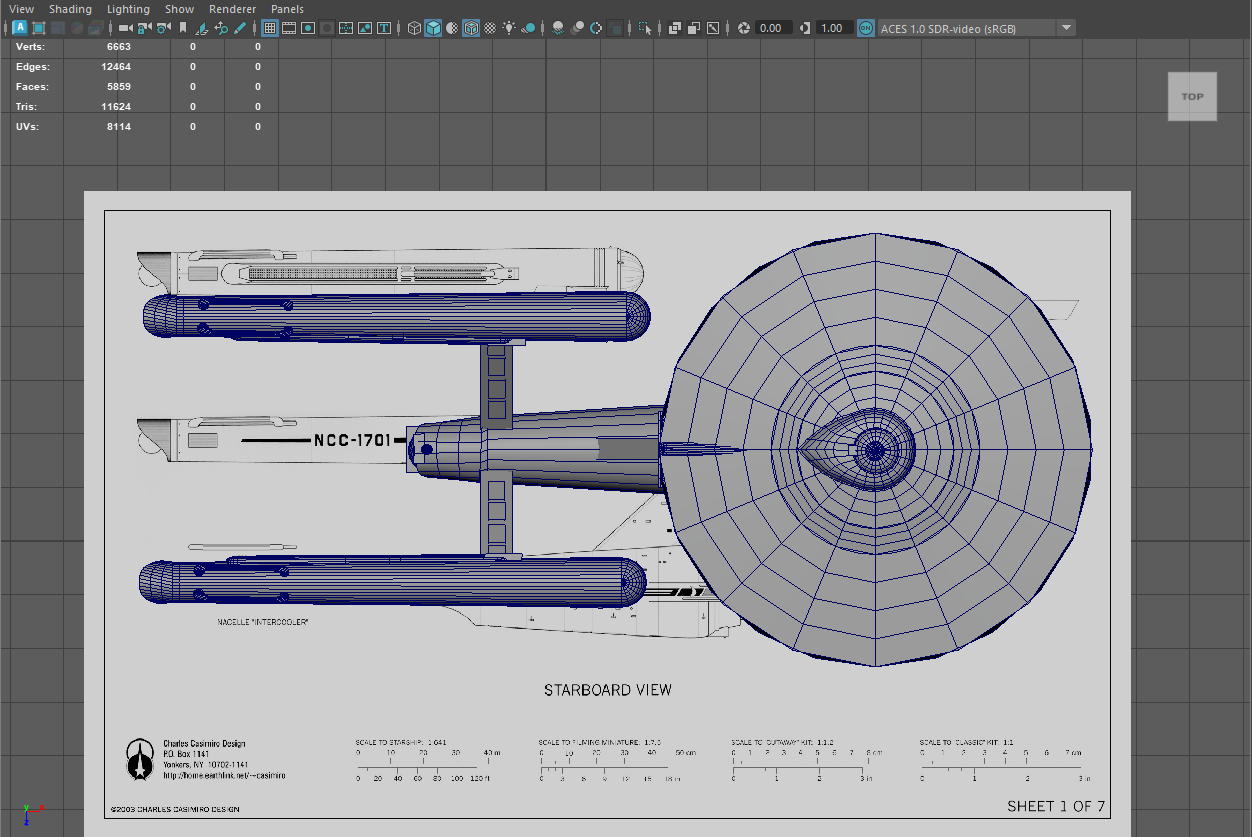 View Shading Lighting Show Renderer Panels
A T 0.00 1.00 ON ACES 1.0 SDR-video (sRGB)
Verts: 6663 0 0
Edges: 12464 0 0
Faces: 5859 0 0
Tris: 11624 0 0
UVs: 8114 0 0
TOP
NCC-1701
NACELLE "INTERCOOLER"
STARBOARD VIEW
Charles Casimiro Design
P.O. Box 1141
Yonkers, NY 10702-1141
http://home.earthlink.net/~casimiro
SCALE TO STARSHIP: 1:641
0 10 20 30 40 m
0 20 40 60 80 100 120 ft
SCALE TO FILMING MINIATURE: 1:7.5
0 10 20 30 40 50 cm
0 3 6 9 12 15 18 in
SCALE TO "CUTAWAY" KIT: 1:1.2
0 1 2 3 4 5 6 7 8 cm
0 1 2 3 in
SCALE TO "CLASSIC" KIT: 1:1
0 1 2 3 4 5 6 7 cm
0 1 2 3 in
©2003 CHARLES CASIMIRO DESIGN
SHEET 1 OF 7
y x z